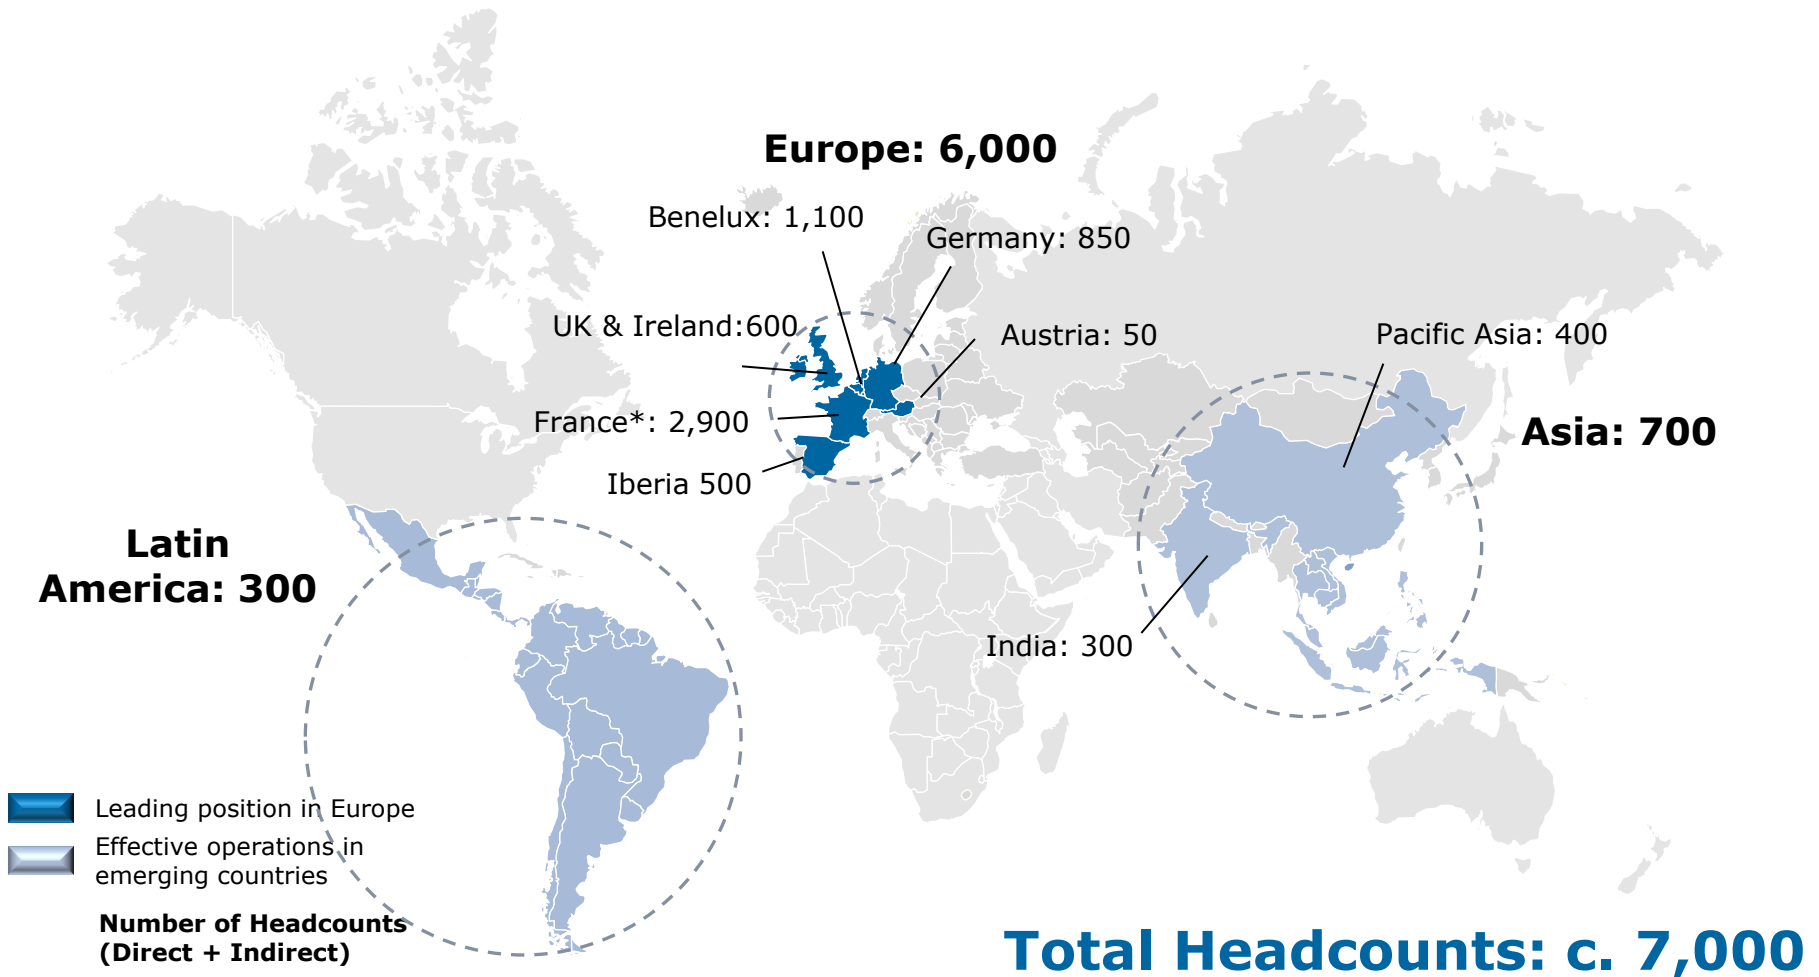 Europe: 6,000
Benelux: 1,100
Germany: 850
UK & Ireland:600
Austria: 50
Pacific Asia: 400
France*: 2,900
Asia: 700
Iberia 500
Latin
America: 300
India: 300
Leading position in Europe
Effective operations in
emerging countries
Number of Headcounts
(Direct + Indirect)
Total Headcounts: c. 7,000